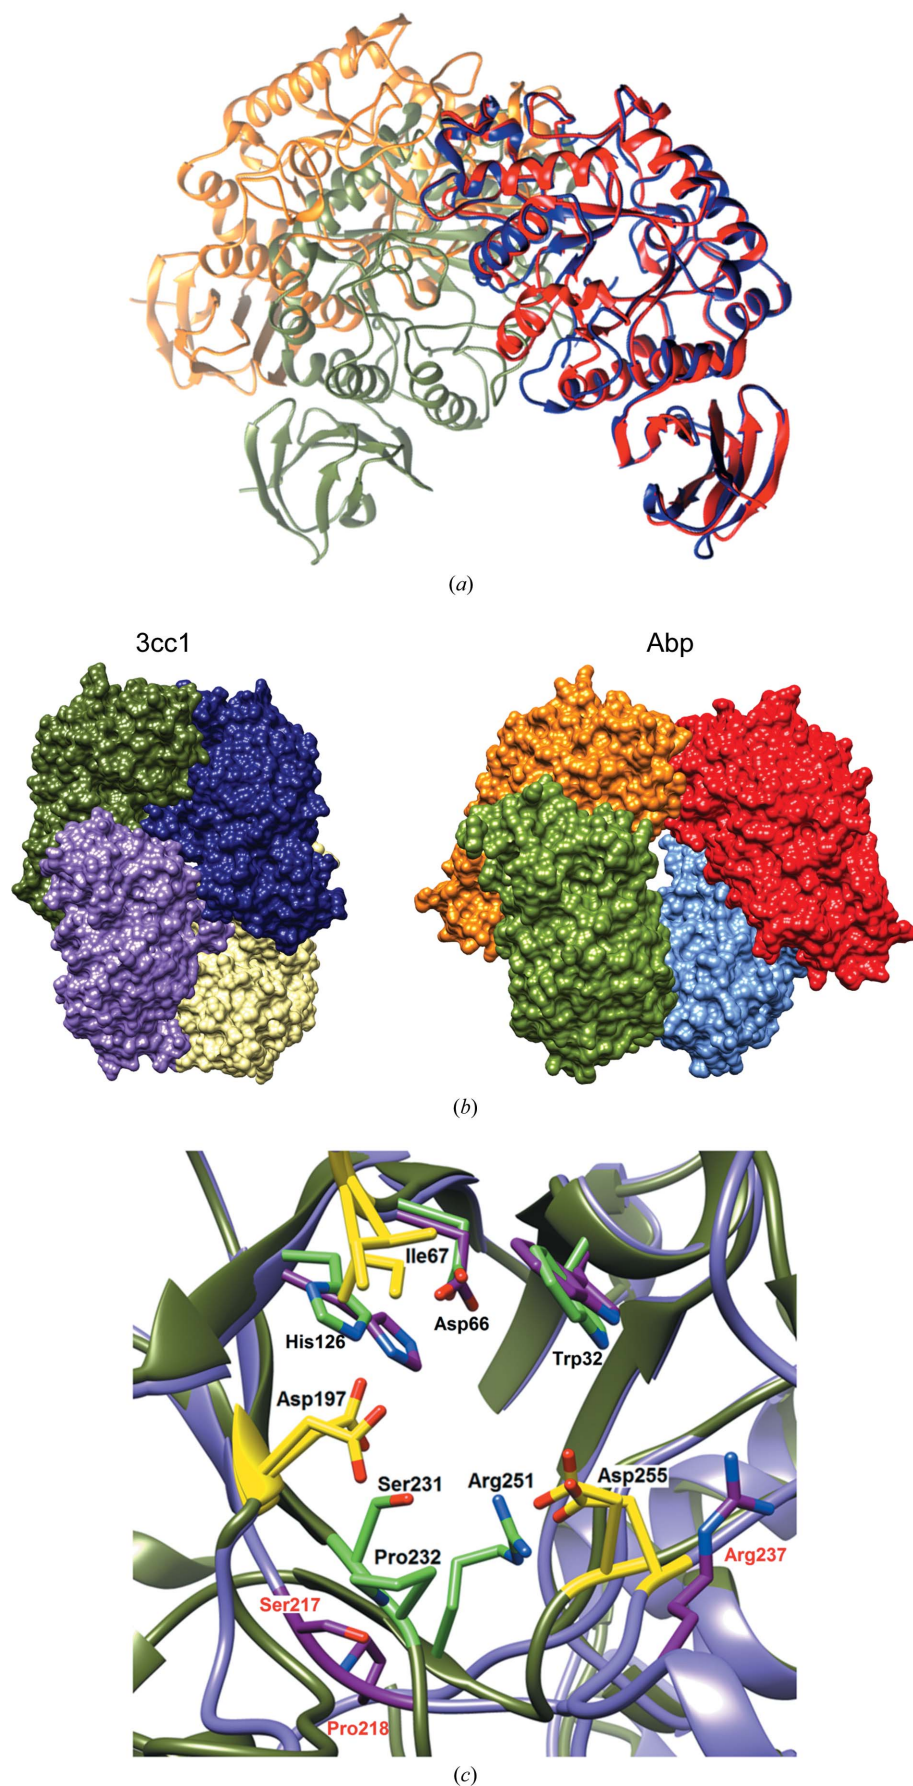 (a)
3cc1 Abp
(b)
Ile67
Asp66
His126
Trp32
Asp197
Ser231 Arg251 Asp255
Pro232 Arg237
Ser217
Pro218
(c)